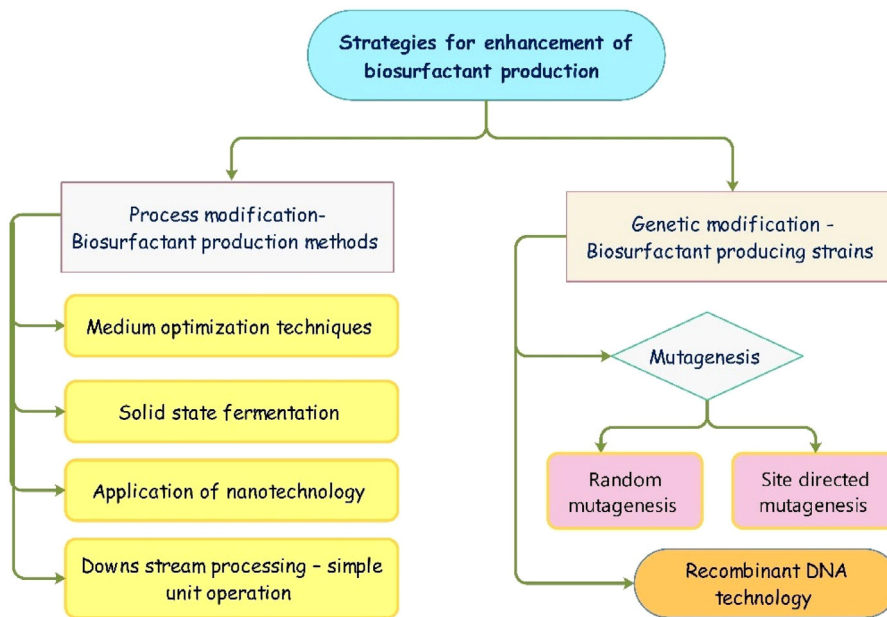 Strategies for enhancement of
biosurfactant production
Process modification-
Biosurfactant production methods
Medium optimization techniques
Solid state fermentation
Application of nanotechnology
Downs stream processing – simple
unit operation
Genetic modification -
Biosurfactant producing strains
Mutagenesis
Random
mutagenesis
Site directed
mutagenesis
Recombinant DNA
technology